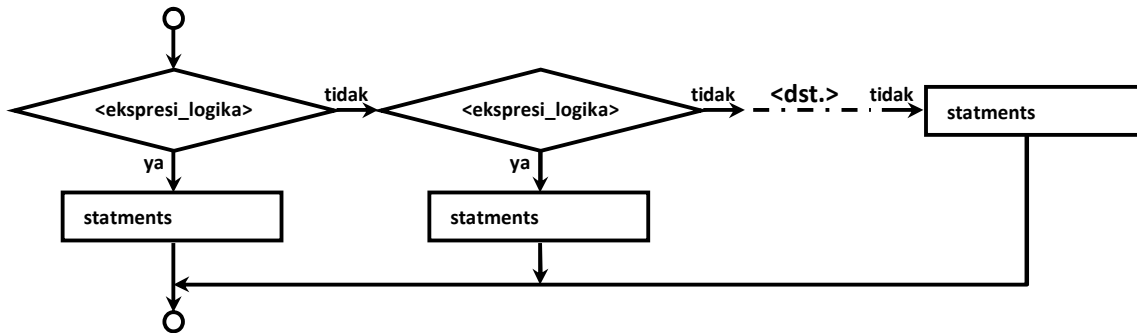 <ekspresi_logika>
tidak
<ekspresi_logika>
tidak
<dst.>
tidak
statments
ya
ya
statments
statments